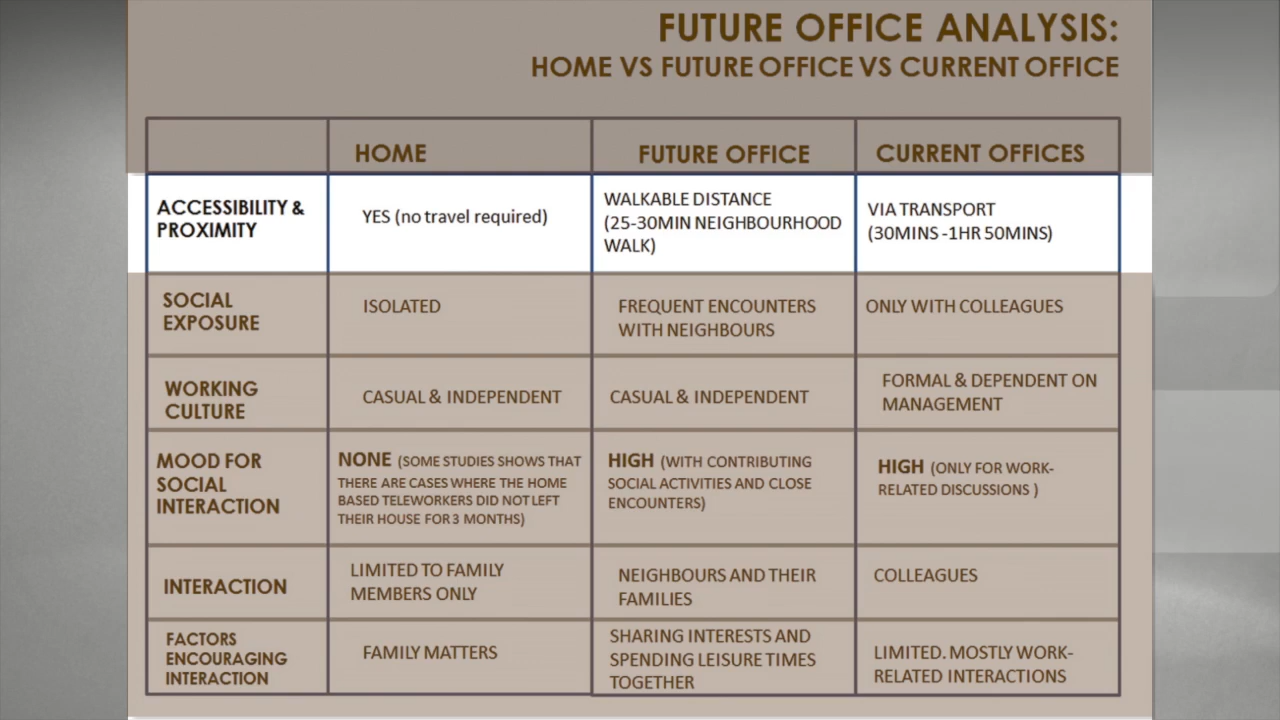 FUTURE OFFICE ANALYSIS:
HOME VS FUTURE OFFICE VS CURRENT OFFICE
HOME
FUTURE OFFICE
CURRENT OFFICES
ACCESSIBILITY &
PROXIMITY
YES (no travel required)
WALKABLE DISTANCE
(25-30MIN NEIGHBOURHOOD
WALK)
VIA TRANSPORT
(30MINS -1HR 50MINS)
SOCIAL
EXPOSURE
ISOLATED
FREQUENT ENCOUNTERS
WITH NEIGHBOURS
ONLY WITH COLLEAGUES
WORKING
CULTURE
CASUAL & INDEPENDENT
CASUAL & INDEPENDENT
FORMAL & DEPENDENT ON
MANAGEMENT
MOOD FOR
SOCIAL
INTERACTION
NONE (SOME STUDIES SHOWS THAT
THERE ARE CASES WHERE THE HOME
BASED TELEWORKERS DID NOT LEFT
THEIR HOUSE FOR 3 MONTHS)
HIGH (WITH CONTRIBUTING
SOCIAL ACTIVITIES AND CLOSE
ENCOUNTERS)
HIGH (ONLY FOR WORK-
RELATED DISCUSSIONS )
INTERACTION
LIMITED TO FAMILY
MEMBERS ONLY
NEIGHBOURS AND THEIR
FAMILIES
COLLEAGUES
FACTORS
ENCOURAGING
INTERACTION
FAMILY MATTERS
SHARING INTERESTS AND
SPENDING LEISURE TIMES
TOGETHER
LIMITED. MOSTLY WORK-
RELATED INTERACTIONS